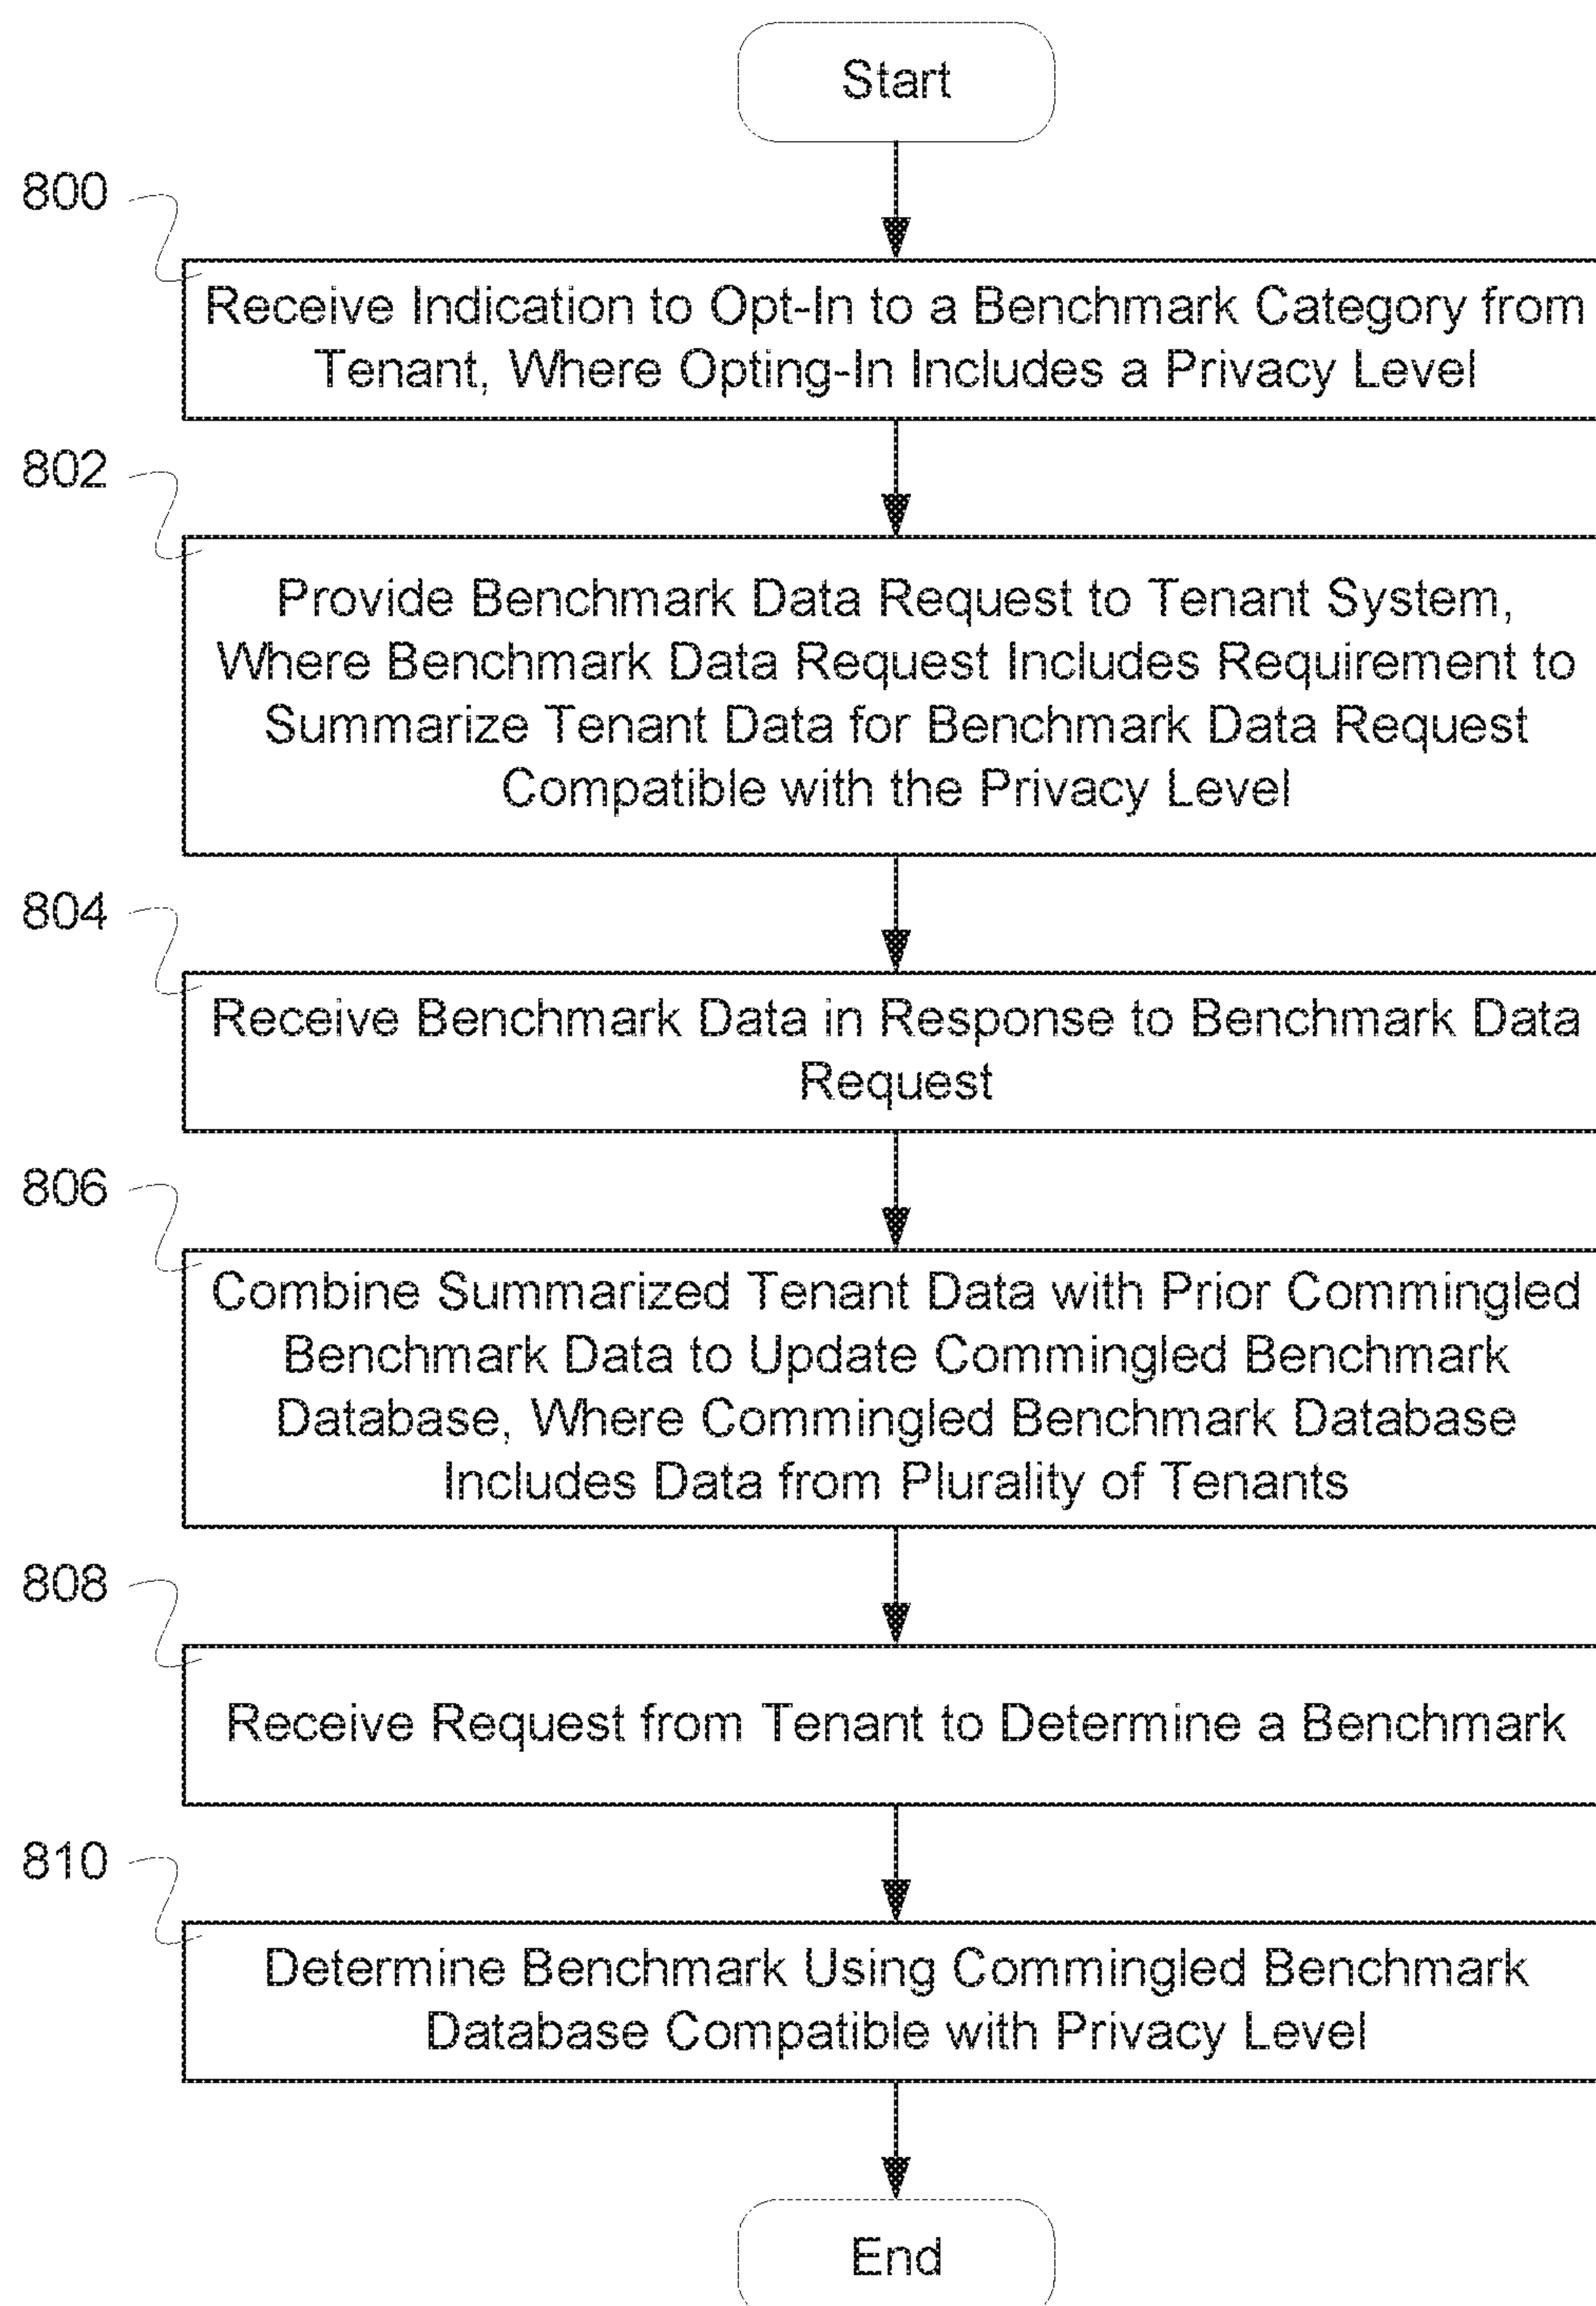 Start
800
Receive Indication to Opt-In to a Benchmark Category from
Tenant, Where Opting-In Includes a Privacy Level
802
Provide Benchmark Data Request to Tenant System,
Where Benchmark Data Request Includes Requirement to
Summarize Tenant Data for Benchmark Data Request
Compatible with the Privacy Level
804
Receive Benchmark Data in Response to Benchmark Data
Request
806
Combine Summarized Tenant Data with Prior Commingled
Benchmark Data to Update Commingled Benchmark
Database, Where Commingled Benchmark Database
Includes Data from Plurality of Tenants
808
Receive Request from Tenant to Determine a Benchmark
810
Determine Benchmark Using Commingled Benchmark
Database Compatible with Privacy Level
End